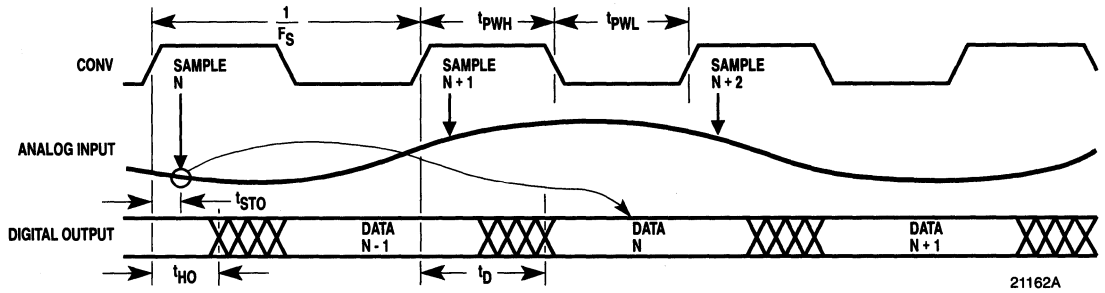 1
F_S
t_PWH
t_PWL
CONV
SAMPLE
N
SAMPLE
N + 1
SAMPLE
N + 2
ANALOG INPUT
t_STO
DIGITAL OUTPUT
DATA
N - 1
DATA
N
DATA
N + 1
t_HO
t_D
21162A